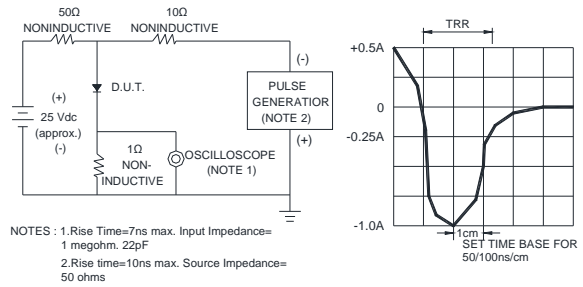 50Ω
NONINDUCTIVE
10Ω
NONINDUCTIVE
(+)
25 Vdc
(approx.)
(-)
D.U.T.
1Ω
NON-
INDUCTIVE
OSCILLOSCOPE
(NOTE 1)
(-)
PULSE
GENERATIOR
(NOTE 2)
(+)
NOTES : 1.Rise Time=7ns max. Input Impedance=
1 megohm. 22pF
2.Rise time=10ns max. Source Impedance=
50 ohms
TRR
+0.5A
0
-0.25A
-1.0A
1cm
SET TIME BASE FOR
50/100ns/cm